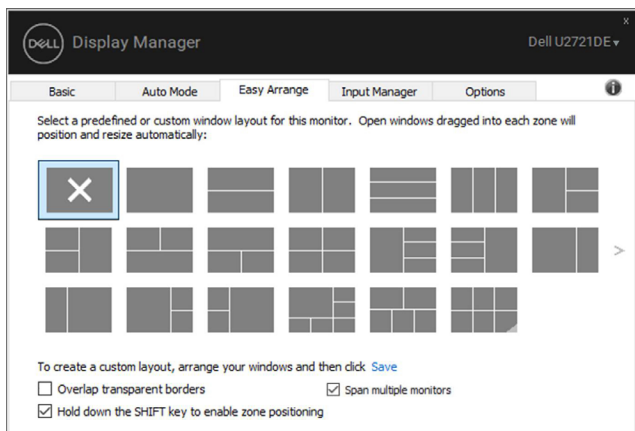 x
DELL Display Manager
Dell U2721DE
Basic Auto Mode Easy Arrange Input Manager Options
Select a predefined or custom window layout for this monitor. Open windows dragged into each zone will
position and resize automatically:
>
To create a custom layout, arrange your windows and then click Save
Overlap transparent borders Span multiple monitors
Hold down the SHIFT key to enable zone positioning